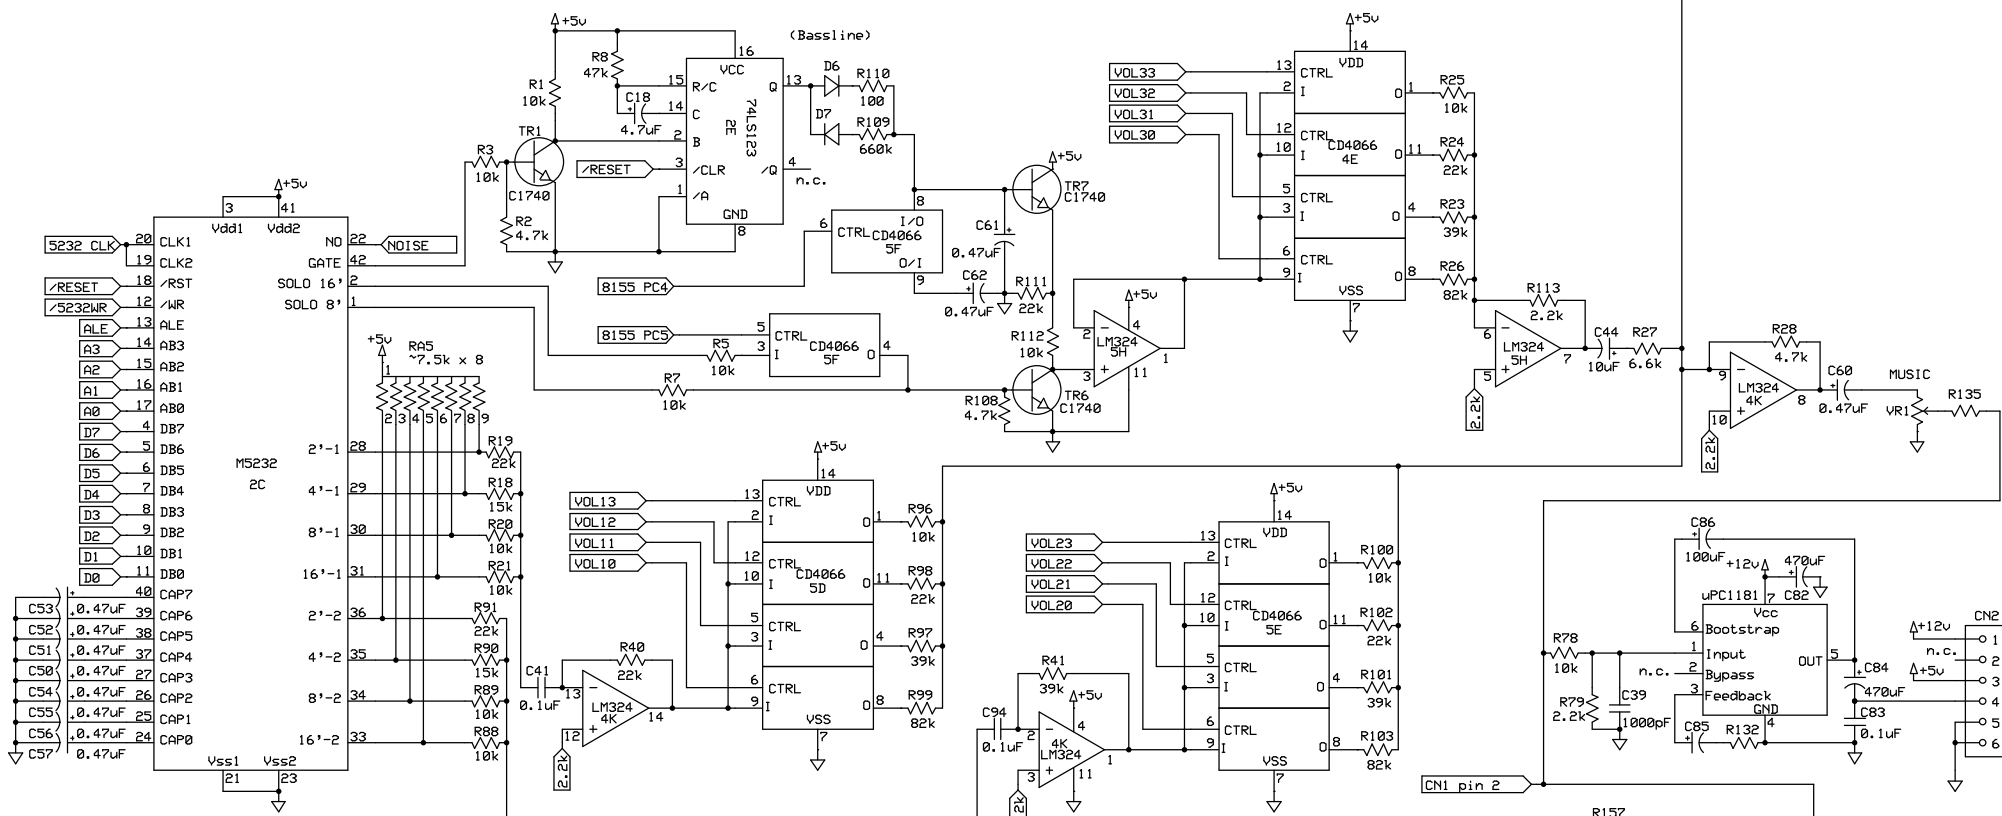 +5v
(Bassline)
R8
47k
R1
10k
16
VCC
15
R/C
Q
13
D6
R110
100
C18
4.7uF
14
C
74LS123
2E
D7
R109
660k
TR1
2
B
R3
10k
C1740
/RESET
3
/CLR
/Q
4
n.c.
1
/A
R2
4.7k
GND
8
+5v
TR7
C1740
8
I/O
6
CTRL
CD4066
5F
O/I
9
C61
0.47uF
C62
0.47uF
R111
22k
8155 PC4
8155 PC5
5
CTRL
3
I
CD4066
5F
O
4
R5
10k
R7
10k
R112
10k
R108
4.7k
TR6
C1740
+5v
2
−
4
LM324
5H
3
+
1
11
+5v
14
VDD
VOL33
VOL32
VOL31
VOL30
13
CTRL
2
I
O
1
12
CTRL
10
I
CD4066
4E
O
11
5
CTRL
3
I
O
4
6
CTRL
9
I
O
8
VSS
7
R25
10k
R24
22k
R23
39k
R26
82k
R113
2.2k
6
−
LM324
5H
5
+
7
2.2k
C44
10uF
R27
6.6k
R28
4.7k
9
−
LM324
4K
10
+
8
2.2k
C60
0.47uF
MUSIC
VR1
R135
+5v
3
41
Vdd1
Vdd2
5232 CLK
20
CLK1
19
CLK2
/RESET
18
/RST
/5232WR
12
/WR
ALE
13
ALE
A3
14
AB3
A2
15
AB2
A1
16
AB1
A0
17
AB0
D7
4
DB7
D6
5
DB6
D5
6
DB5
D4
7
DB4
D3
8
DB3
D2
9
DB2
D1
10
DB1
D0
11
DB0
40
CAP7
39
CAP6
38
CAP5
37
CAP4
27
CAP3
26
CAP2
25
CAP1
24
CAP0
C53
0.47uF
C52
0.47uF
C51
0.47uF
C50
0.47uF
C54
0.47uF
C55
0.47uF
C56
0.47uF
C57
0.47uF
M5232
2C
NO
22
NOISE
GATE
42
SOLO 16'
2
SOLO 8'
1
2'-1
28
4'-1
29
8'-1
30
16'-1
31
2'-2
36
4'-2
35
8'-2
34
16'-2
33
Vss1
Vss2
21
23
+5v
RA5
~7.5k x 8
1
2
3
4
5
6
7
8
9
R19
22k
R18
15k
R20
10k
R21
10k
R91
22k
R90
15k
R89
10k
R88
10k
C41
0.1uF
R40
22k
13
−
LM324
4K
12
+
14
2.2k
+5v
14
VDD
VOL13
VOL12
VOL11
VOL10
13
CTRL
2
I
O
1
12
CTRL
10
I
CD4066
5D
O
11
5
CTRL
3
I
O
4
6
CTRL
9
I
O
8
VSS
7
R96
10k
R98
22k
R97
39k
R99
82k
+5v
14
VDD
VOL23
VOL22
VOL21
VOL20
13
CTRL
2
I
O
1
12
CTRL
10
I
CD4066
5E
O
11
5
CTRL
3
I
O
4
6
CTRL
9
I
O
8
VSS
7
R100
10k
R102
22k
R101
39k
R103
82k
R41
39k
C94
0.1uF
+5v
2
−
4
4K
LM324
3
+
1
11
2k
C86
100uF
+12v
470uF
C82
uPC1181
7
Vcc
6
Bootstrap
1
Input
n.c.
2
Bypass
3
Feedback
OUT
5
GND
4
R78
10k
R79
2.2k
C39
1000pF
C85
R132
C84
470uF
C83
0.1uF
CN2
+12v
1
n.c.
2
+5v
3
4
5
6
CN1 pin 2
R157